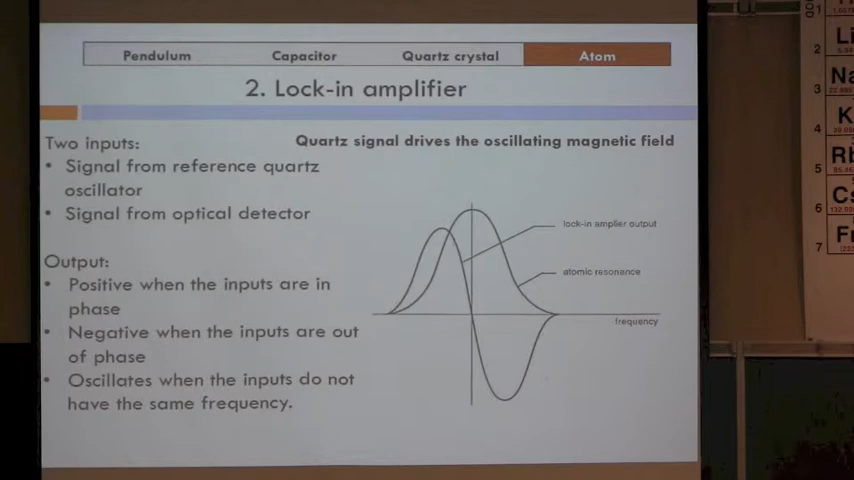 Pendulum Capacitor Quartz crystal Atom
2. Lock-in amplifier
Two inputs:
Quartz signal drives the oscillating magnetic field
• Signal from reference quartz
oscillator
• Signal from optical detector
Output:
• Positive when the inputs are in
phase
• Negative when the inputs are out
of phase
• Oscillates when the inputs do not
have the same frequency.
lock-in amplier output
atomic resonance
frequency
1
2 Li
3 Na
4 K
5 Rb
6 Cs
7 Fr